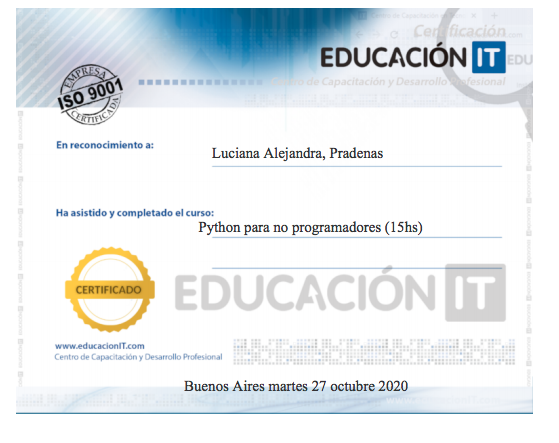 Certificación
EDUCACIÓN IT
Centro de Capacitación y Desarrollo Profesional
EMPRESA
ISO 9001
CERTIFICADA
En reconocimiento a:
Luciana Alejandra, Pradenas
Ha asistido y completado el curso:
Python para no programadores (15hs)
CERTIFICADO
EDUCACIÓN IT
www.educacionIT.com
Centro de Capacitación y Desarrollo Profesional
Buenos Aires martes 27 octubre 2020